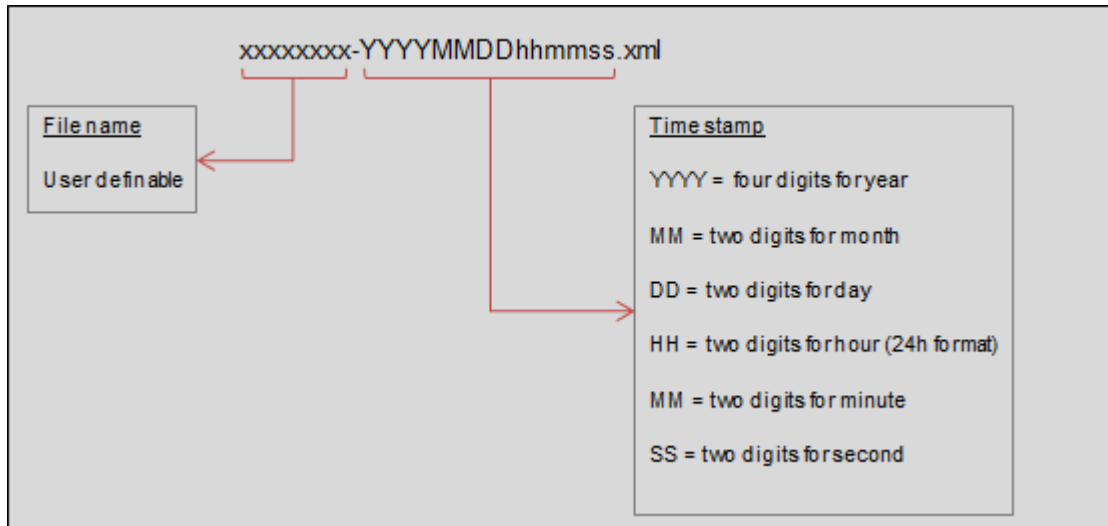 xxxxxxxx-YYYYMMDDhhmmss.xml
File name
User definable
Time stamp
YYYY = four digits for year
MM = two digits for month
DD = two digits for day
HH = two digits for hour (24h format)
MM = two digits for minute
SS = two digits for second